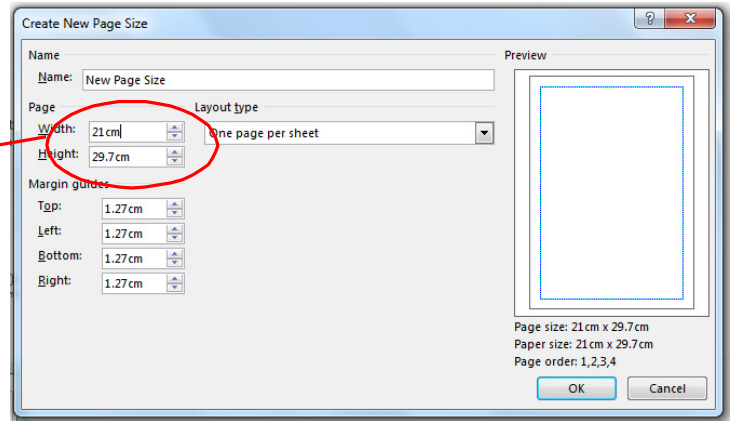 Create New Page Size
Name
Name: New Page Size
Preview
Page
Layout type
Width: 21cm
One page per sheet
Height: 29.7cm
Margin guides
Top: 1.27cm
Left: 1.27cm
Bottom: 1.27cm
Right: 1.27cm
Page size: 21cm x 29.7cm
Paper size: 21cm x 29.7cm
Page order: 1,2,3,4
OK Cancel